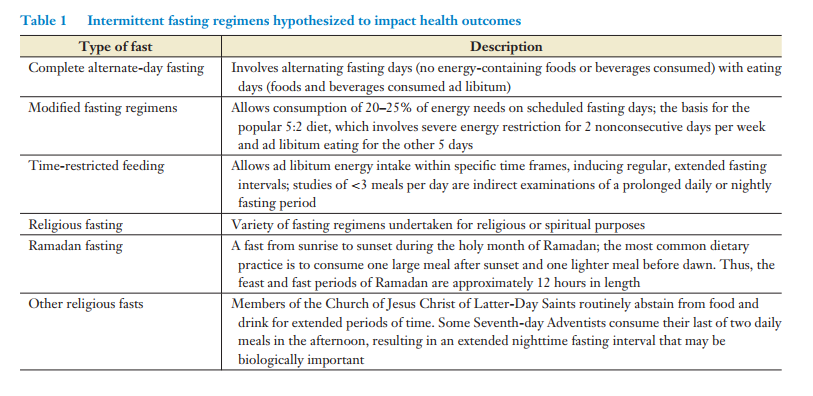 Table 1 Intermittent fasting regimens hypothesized to impact health outcomes
Type of fast Description
Complete alternate-day fasting Involves alternating fasting days (no energy-containing foods or beverages consumed) with eating
days (foods and beverages consumed ad libitum)
Modified fasting regimens Allows consumption of 20–25% of energy needs on scheduled fasting days; the basis for the
popular 5:2 diet, which involves severe energy restriction for 2 nonconsecutive days per week
and ad libitum eating for the other 5 days
Time-restricted feeding Allows ad libitum energy intake within specific time frames, inducing regular, extended fasting
intervals; studies of <3 meals per day are indirect examinations of a prolonged daily or nightly
fasting period
Religious fasting Variety of fasting regimens undertaken for religious or spiritual purposes
Ramadan fasting A fast from sunrise to sunset during the holy month of Ramadan; the most common dietary
practice is to consume one large meal after sunset and one lighter meal before dawn. Thus, the
feast and fast periods of Ramadan are approximately 12 hours in length
Other religious fasts Members of the Church of Jesus Christ of Latter-Day Saints routinely abstain from food and
drink for extended periods of time. Some Seventh-day Adventists consume their last of two daily
meals in the afternoon, resulting in an extended nighttime fasting interval that may be
biologically important